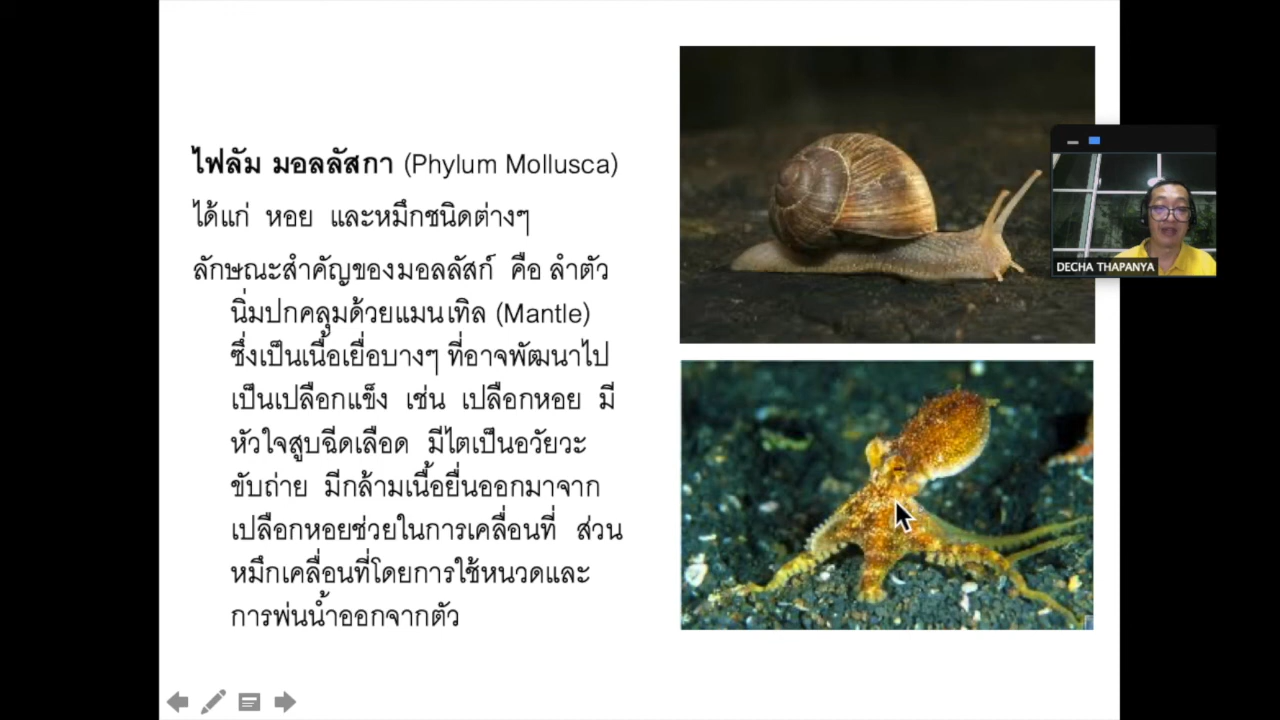 ไฟลัม มอลลัสกา (Phylum Mollusca)
ได้แก่ หอย และหมึกชนิดต่างๆ
ลักษณะสำคัญของมอลลัสก์ คือ ลำตัว
นิ่มปกคลุมด้วยแมนเทิล (Mantle)
ซึ่งเป็นเนื้อเยื่อบางๆ ที่อาจพัฒนาไป
เป็นเปลือกแข็ง เช่น เปลือกหอย มี
หัวใจสูบฉีดเลือด มีไตเป็นอวัยวะ
ขับถ่าย มีกล้ามเนื้อยื่นออกมาจาก
เปลือกหอยช่วยในการเคลื่อนที่ ส่วน
หมึกเคลื่อนที่โดยการใช้หนวดและ
การพ่นน้ำออกจากตัว
DECHA THAPANYA